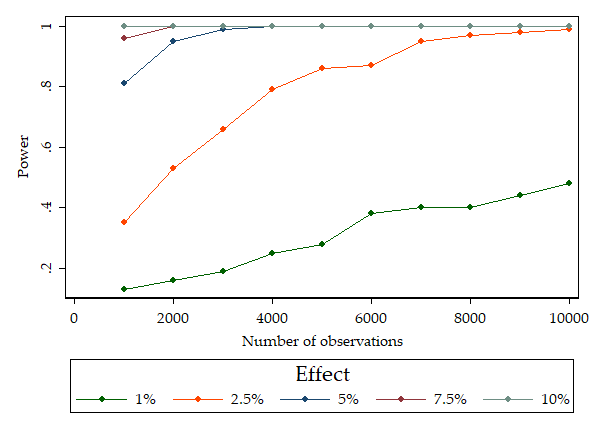 1
.8
.6
.4
.2
Power
0 2000 4000 6000 8000 10000
Number of observations
Effect
1% 2.5% 5% 7.5% 10%